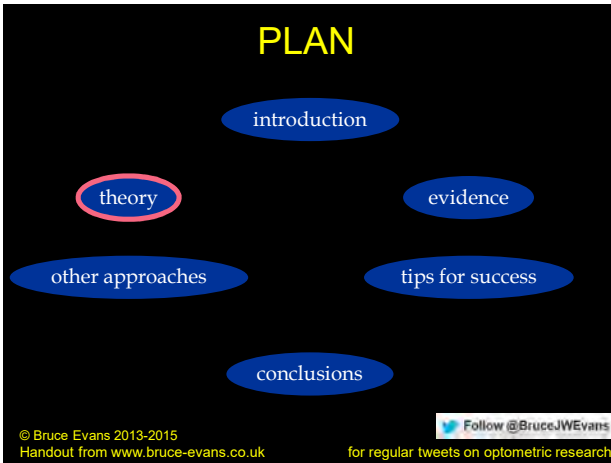 PLAN
introduction
theory
evidence
other approaches
tips for success
conclusions
Follow @BruceJWEvans
© Bruce Evans 2013-2015
Handout from www.bruce-evans.co.uk
for regular tweets on optometric research